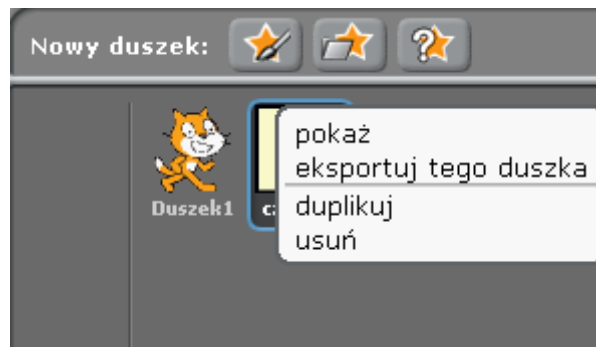 Nowy duszek:
pokaż
eksportuj tego duszka
Duszek1
duplikuj
usuń